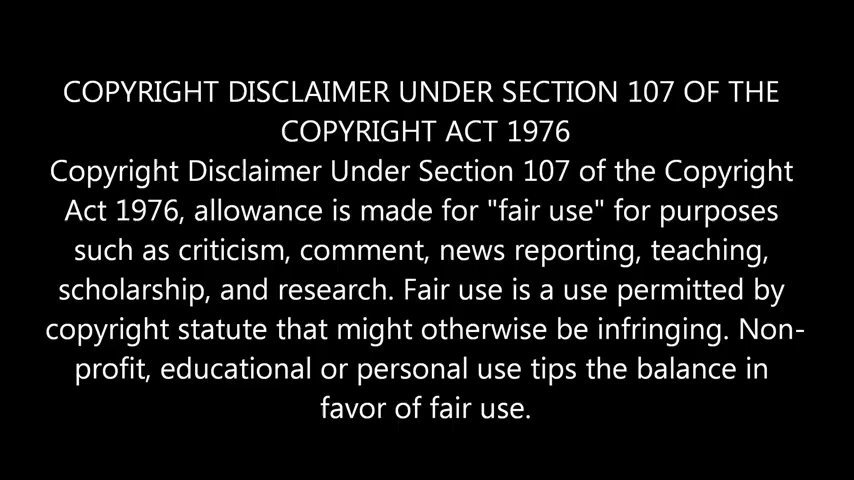 COPYRIGHT DISCLAIMER UNDER SECTION 107 OF THE
COPYRIGHT ACT 1976
Copyright Disclaimer Under Section 107 of the Copyright
Act 1976, allowance is made for "fair use" for purposes
such as criticism, comment, news reporting, teaching,
scholarship, and research. Fair use is a use permitted by
copyright statute that might otherwise be infringing. Non-
profit, educational or personal use tips the balance in
favor of fair use.